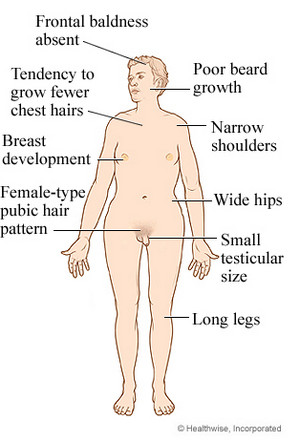 Frontal baldness
absent
Tendency to
grow fewer
chest hairs
Poor beard
growth
Breast
development
Narrow
shoulders
Female-type
pubic hair
pattern
Wide hips
Small
testicular
size
Long legs
© Healthwise, Incorporated